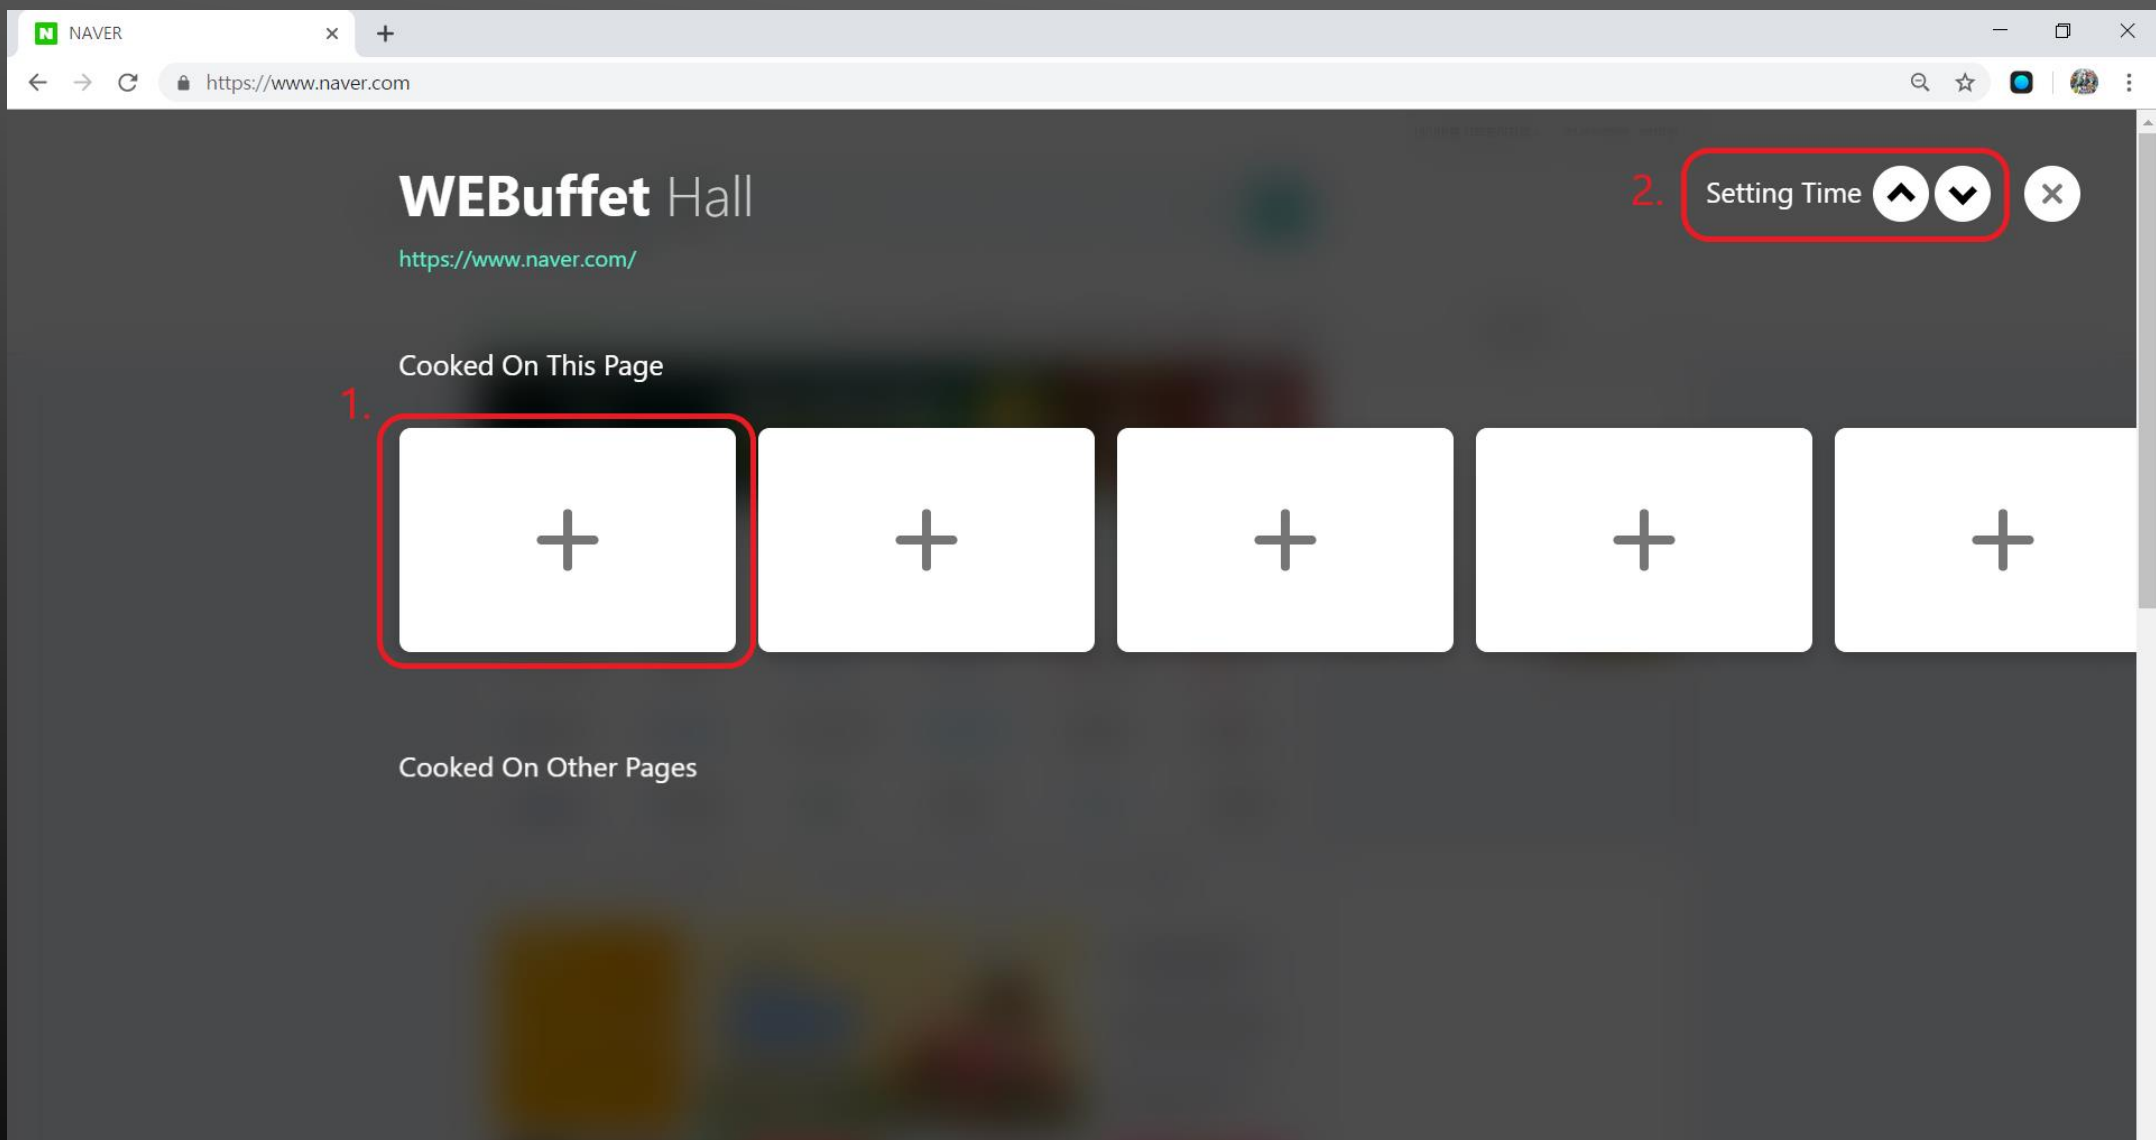 NAVER
https://www.naver.com
WEBuffet Hall
2.
Setting Time
https://www.naver.com/
Cooked On This Page
1.
Cooked On Other Pages